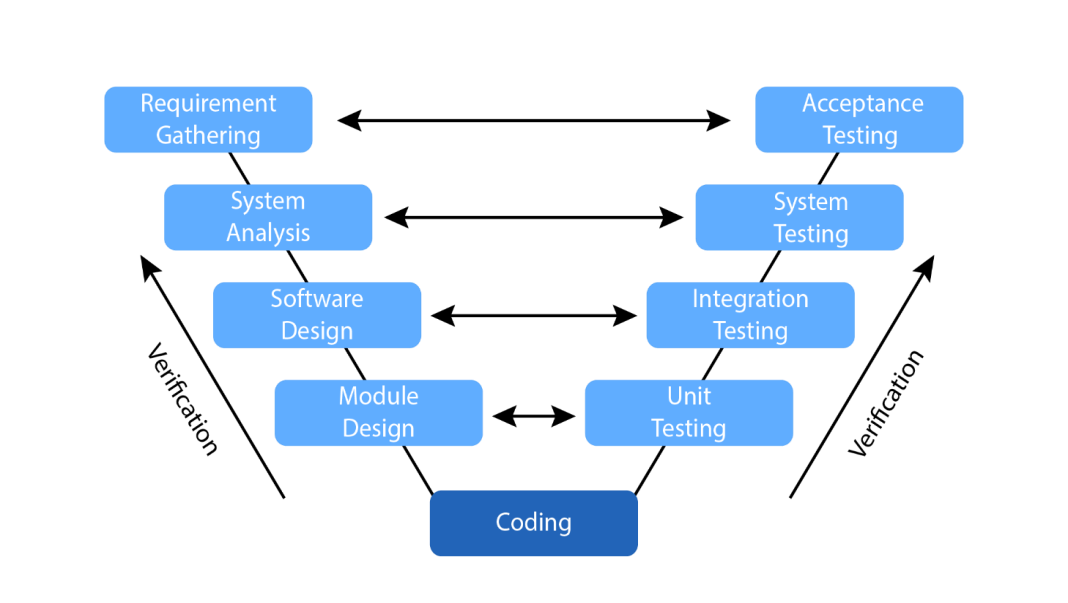 Requirement
Gathering
Acceptance
Testing
System
Analysis
System
Testing
Software
Design
Integration
Testing
Module
Design
Unit
Testing
Coding
Verification
Verification